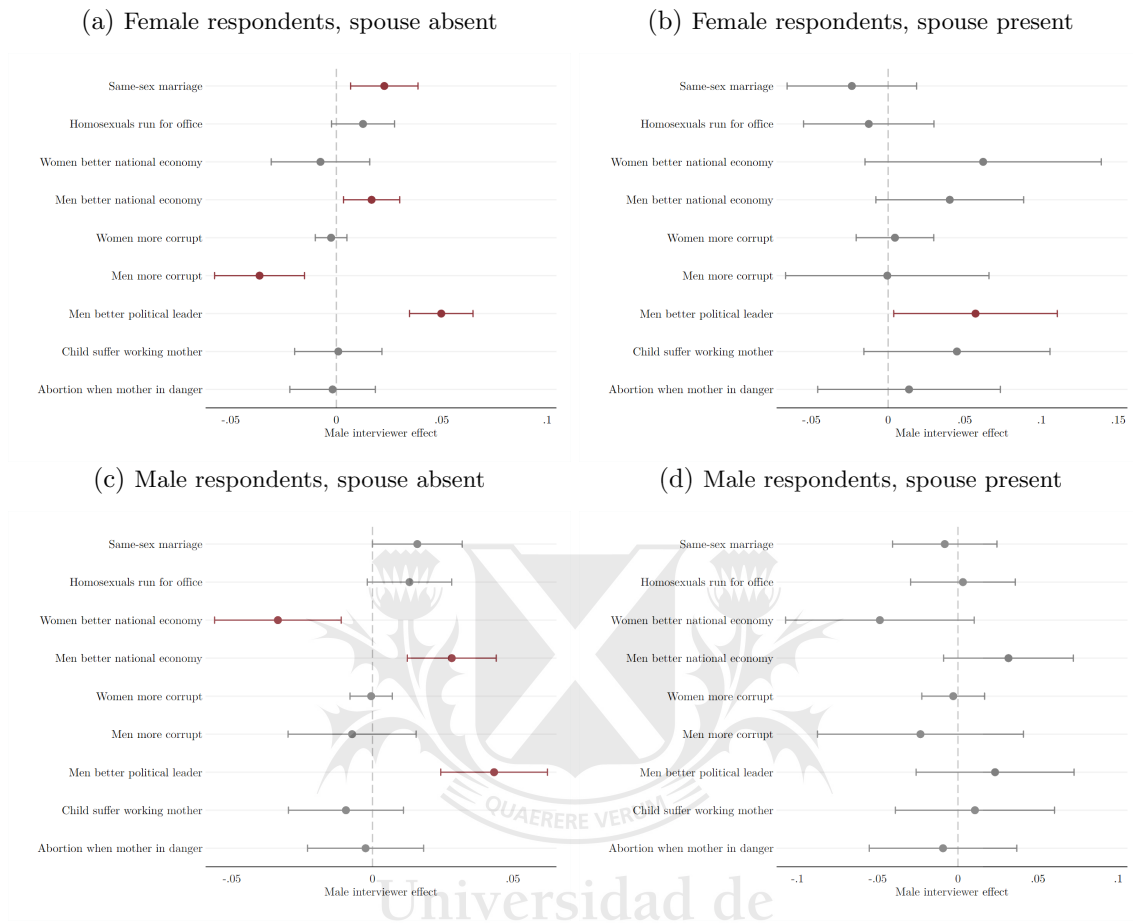 (a) Female respondents, spouse absent
Same-sex marriage
Homosexuals run for office
Women better national economy
Men better national economy
Women more corrupt
Men more corrupt
Men better political leader
Child suffer working mother
Abortion when mother in danger
-.05 0 .05 .1
Male interviewer effect
(b) Female respondents, spouse present
Same-sex marriage
Homosexuals run for office
Women better national economy
Men better national economy
Women more corrupt
Men more corrupt
Men better political leader
Child suffer working mother
Abortion when mother in danger
-.05 0 .05 .1 .15
Male interviewer effect
(c) Male respondents, spouse absent
Same-sex marriage
Homosexuals run for office
Women better national economy
Men better national economy
Women more corrupt
Men more corrupt
Men better political leader
Child suffer working mother
Abortion when mother in danger
-.05 0 .05
Male interviewer effect
(d) Male respondents, spouse present
Same-sex marriage
Homosexuals run for office
Women better national economy
Men better national economy
Women more corrupt
Men more corrupt
Men better political leader
Child suffer working mother
Abortion when mother in danger
-.1 -.05 0 .05 .1
Male interviewer effect
QUAERERE VERUM
Universidad de